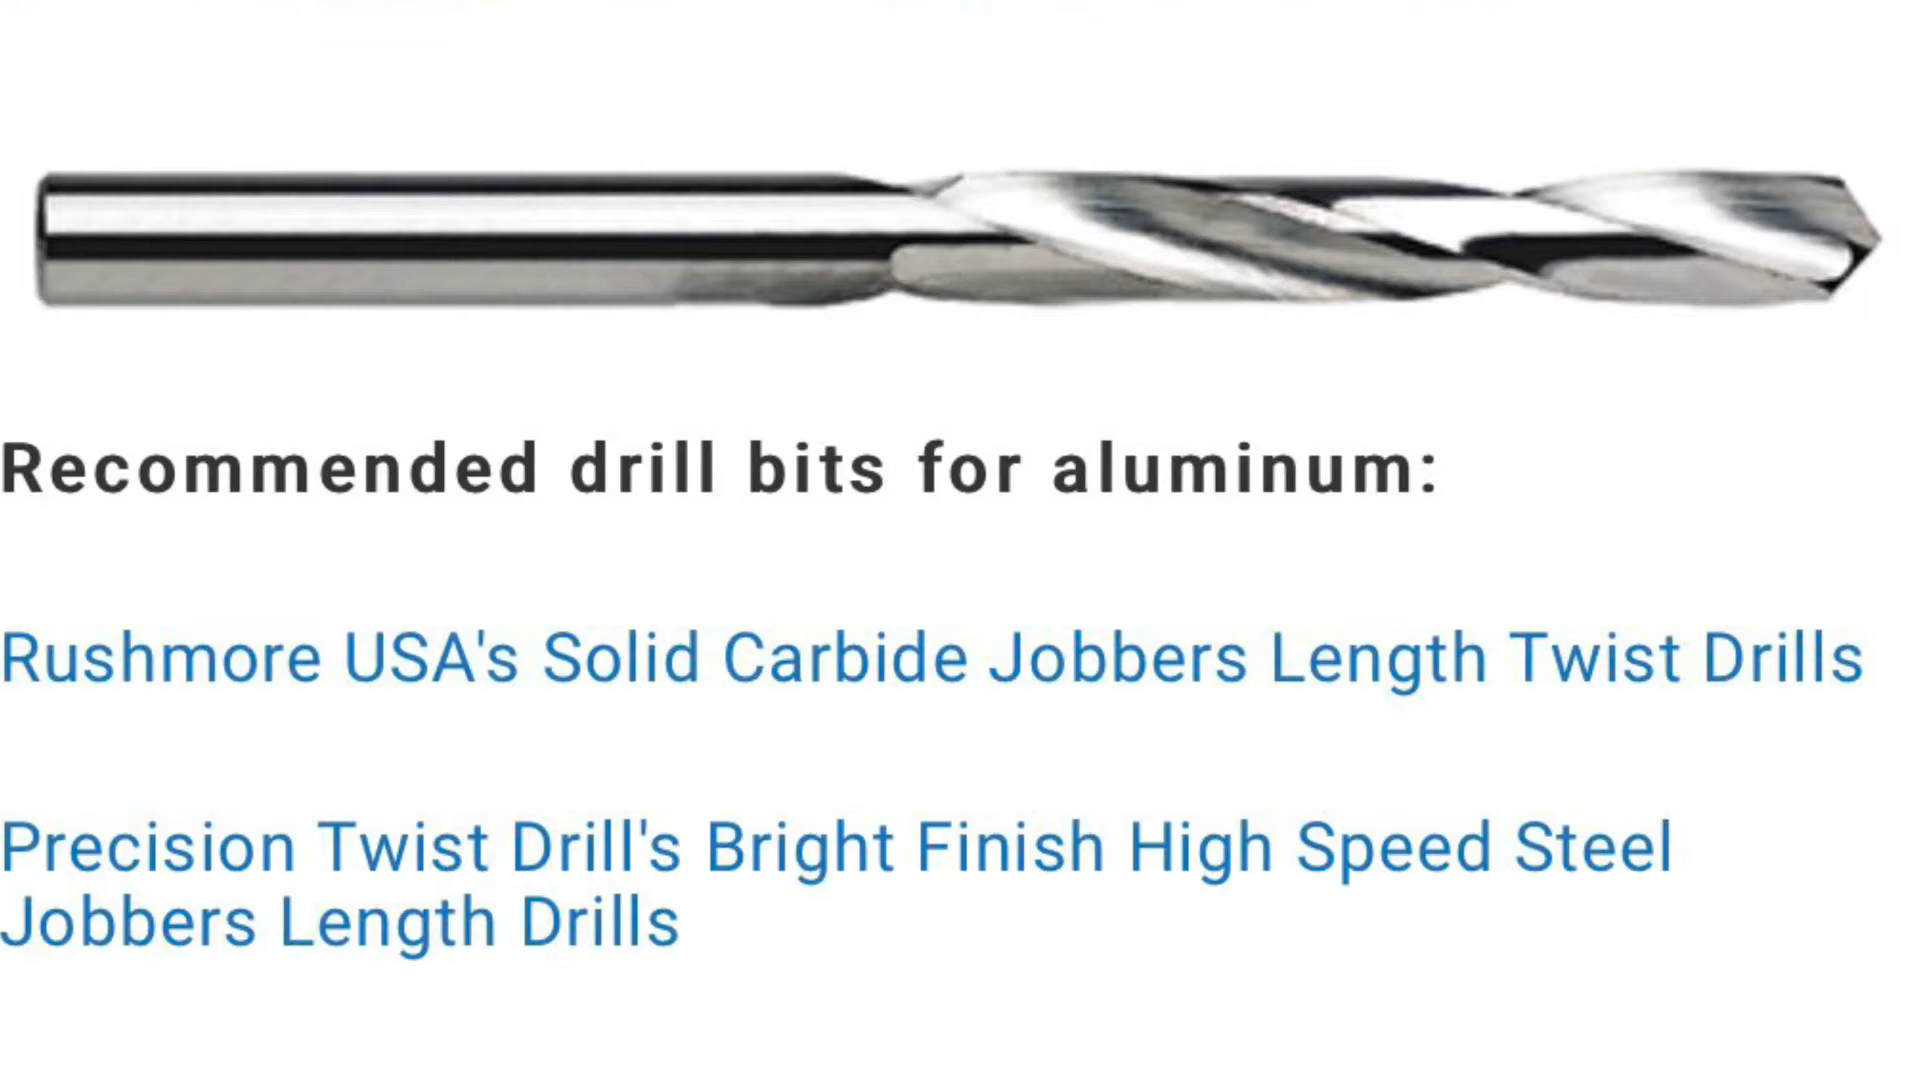 Recommended drill bits for aluminum:
Rushmore USA's Solid Carbide Jobbers Length Twist Drills
Precision Twist Drill's Bright Finish High Speed Steel
Jobbers Length Drills